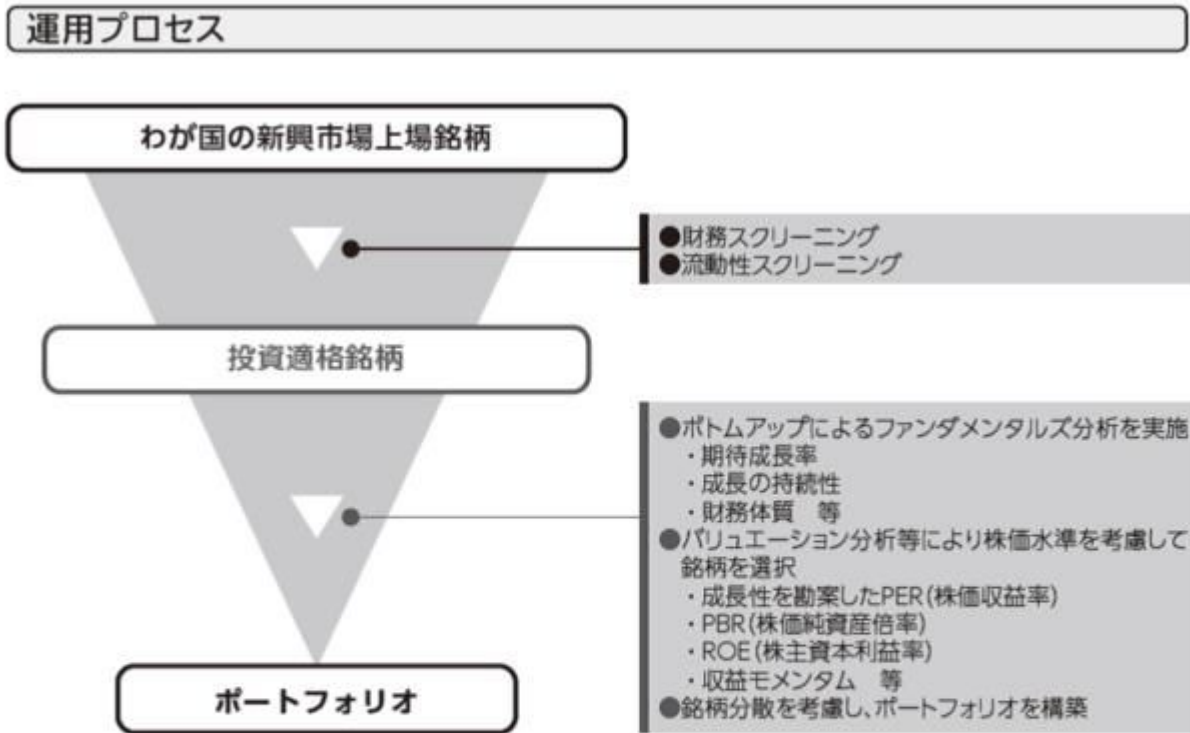 運用プロセス
わが国の新興市場上場銘柄
●財務スクリーニング
●流動性スクリーニング
投資適格銘柄
●ボトムアップによるファンダメンタルズ分析を実施
・期待成長率
・成長の持続性
・財務体質　等
●バリュエーション分析等により株価水準を考慮して
銘柄を選択
・成長性を勘案したPER(株価収益率)
・PBR(株価純資産倍率)
・ROE(株主資本利益率)
・収益モメンタム　等
●銘柄分散を考慮し、ポートフォリオを構築
ポートフォリオ